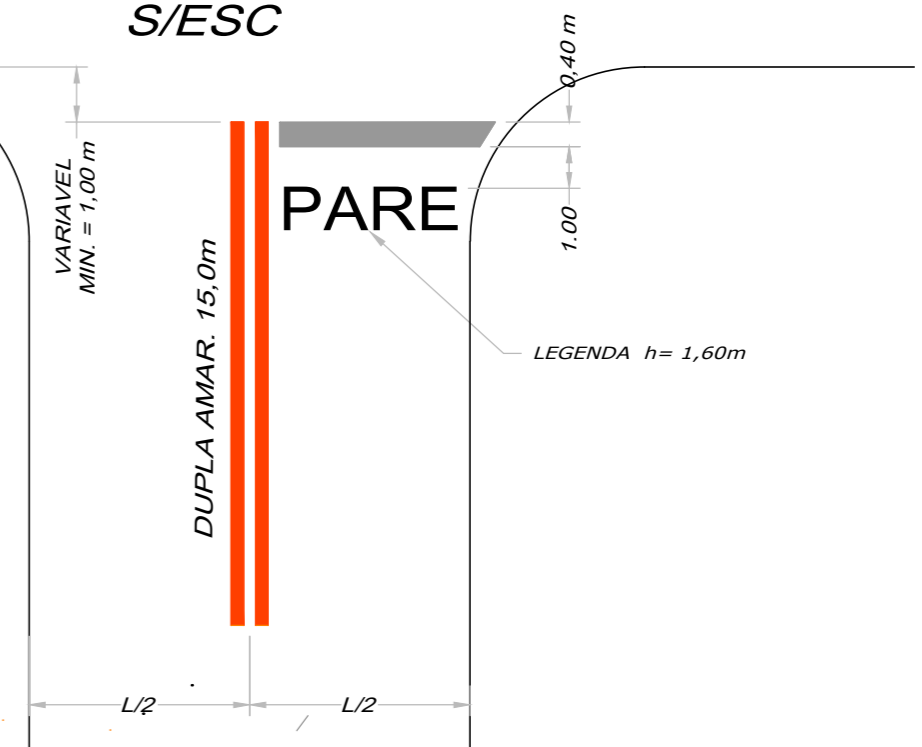 S/ESC
0,40 m
VARIAVEL
MIN. = 1,00 m
PARE
1.00
DUPLA AMAR. 15,0m
LEGENDA h= 1,60m
L/2
L/2